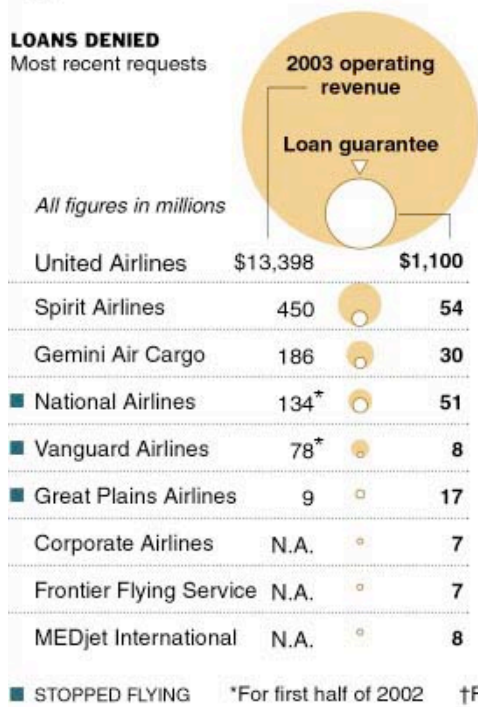 LOANS DENIED
Most recent requests
2003 operating
revenue
Loan guarantee
All figures in millions
United Airlines $13,398 $1,100
Spirit Airlines 450 54
Gemini Air Cargo 186 30
National Airlines 134* 51
Vanguard Airlines 78* 8
Great Plains Airlines 9 17
Corporate Airlines N.A. 7
Frontier Flying Service N.A. 7
MEDjet International N.A. 8
STOPPED FLYING *For first half of 2002 †F